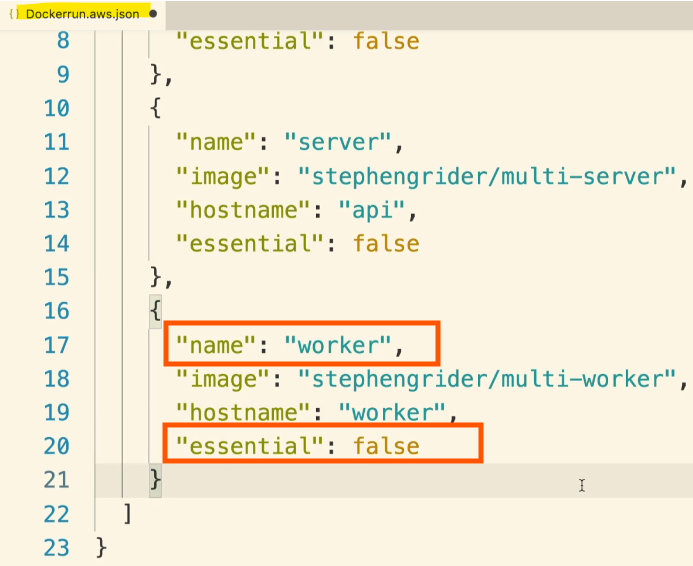 {} Dockerrun.aws.json ●
8 "essential": false
9 },
10 {
11 "name": "server",
12 "image": "stephengrider/multi-server",
13 "hostname": "api",
14 "essential": false
15 },
16 {
17 "name": "worker",
18 "image": "stephengrider/multi-worker",
19 "hostname": "worker",
20 "essential": false
21 }
22 ]
23 }